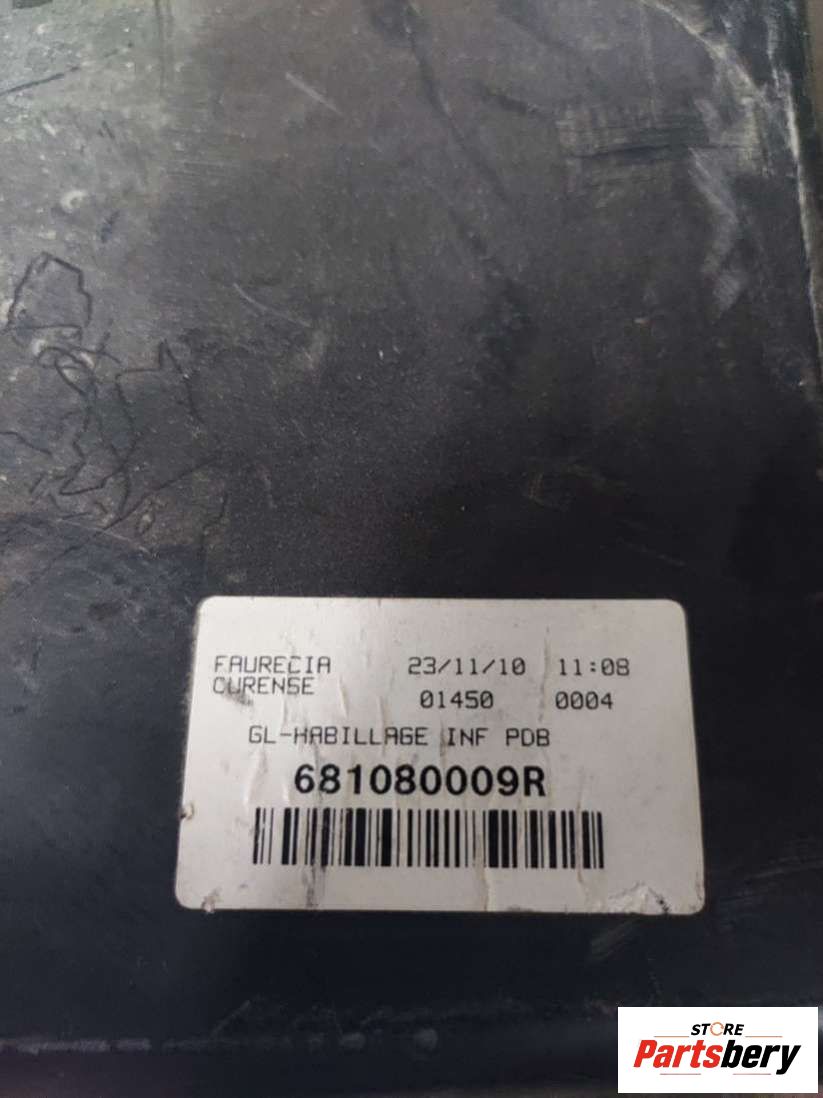 FAURECIA 23/11/10 11:08
OURENSE 01450 0004
GL-HABILLAGE INF PDB
681080009R
STORE
Partsbery